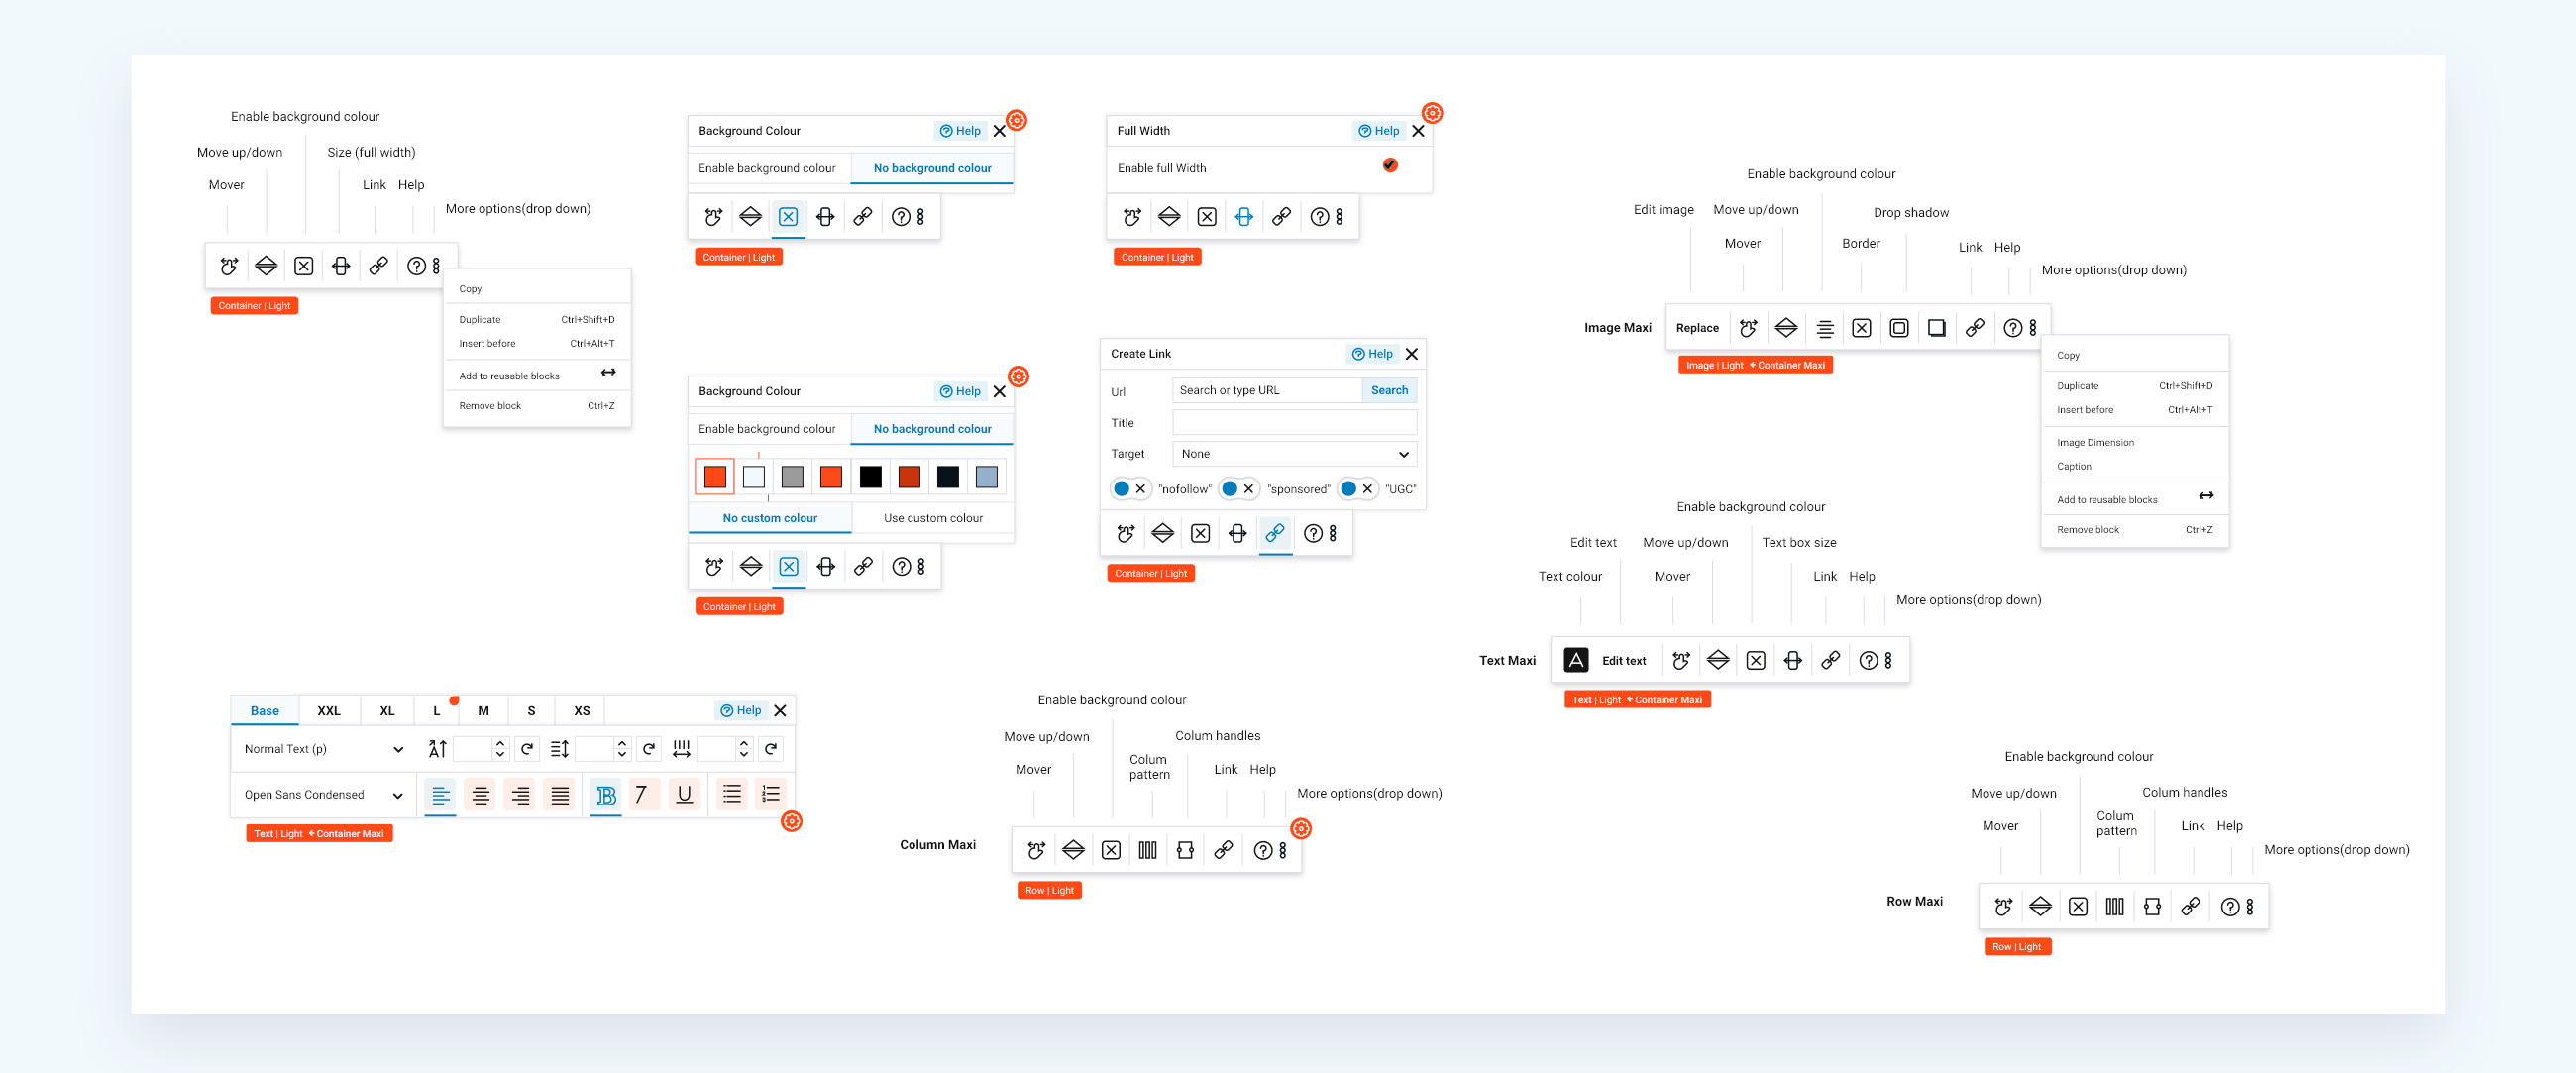 Enable background colour
Move up/down
Size (full width)
Mover
Link
Help
More options(drop down)
Container | Light
Copy
Duplicate Ctrl+Shift+D
Insert before Ctrl+Alt+T
Add to reusable blocks
Remove block Ctrl+Z
Background Colour Help
Enable background colour No background colour
Container | Light
Background Colour Help
Enable background colour No background colour
No custom colour Use custom colour
Container | Light
Full Width Help
Enable full Width
Container | Light
Create Link Help
Url Search or type URL Search
Title
Target None
"nofollow" "sponsored" "UGC"
Container | Light
Enable background colour
Edit image
Move up/down
Drop shadow
Mover
Border
Link
Help
More options(drop down)
Image Maxi
Replace
Image | Light Container Maxi
Copy
Duplicate Ctrl+Shift+D
Insert before Ctrl+Alt+T
Image Dimension
Caption
Add to reusable blocks
Remove block Ctrl+Z
Enable background colour
Edit text
Move up/down
Text box size
Text colour
Mover
Link
Help
More options(drop down)
Text Maxi
A Edit text
Text | Light Container Maxi
Base XXL XL L M S XS Help
Normal Text (p)
Open Sans Condensed
Text | Light Container Maxi
Enable background colour
Move up/down
Colum handles
Mover
Colum
pattern
Link
Help
More options(drop down)
Column Maxi
Row | Light
Enable background colour
Move up/down
Colum handles
Mover
Colum
pattern
Link
Help
More options(drop down)
Row Maxi
Row | Light